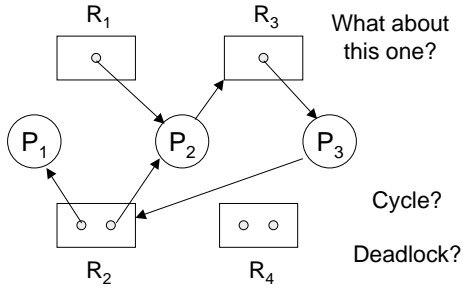 R1
R3
What about
this one?
P1
P2
P3
Cycle?
Deadlock?
R2
R4